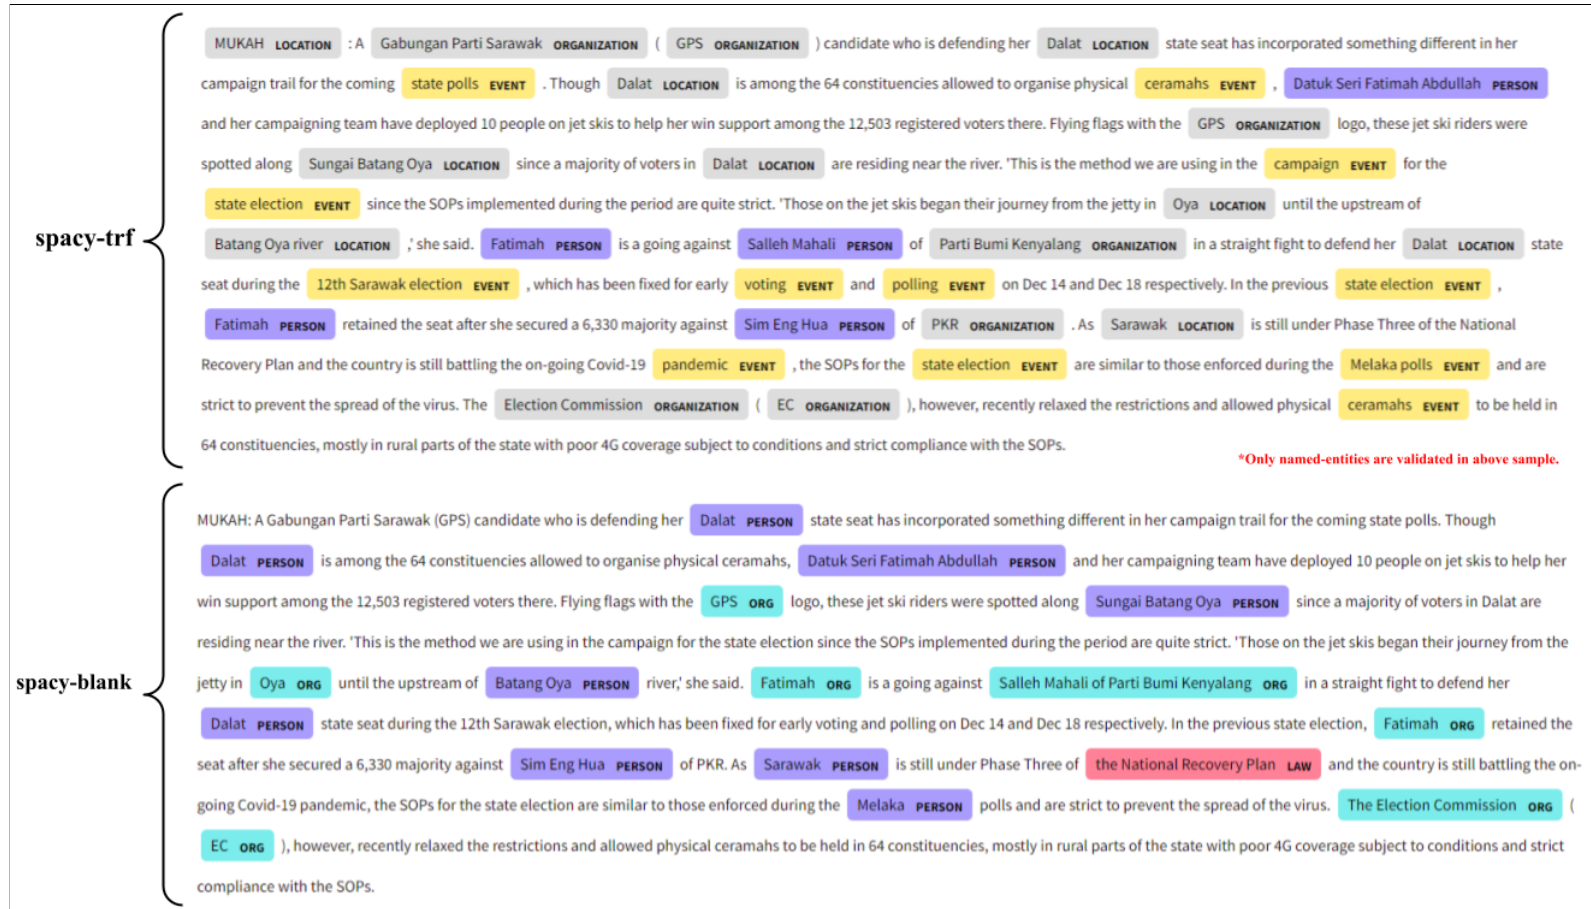 MUKAH LOCATION : A Gabungan Parti Sarawak ORGANIZATION ( GPS ORGANIZATION ) candidate who is defending her Dalat LOCATION state seat has incorporated something different in her
campaign trail for the coming state polls EVENT . Though Dalat LOCATION is among the 64 constituencies allowed to organise physical ceramahs EVENT , Datuk Seri Fatimah Abdullah PERSON
and her campaigning team have deployed 10 people on jet skis to help her win support among the 12,503 registered voters there. Flying flags with the GPS ORGANIZATION logo, these jet ski riders were
spotted along Sungai Batang Oya LOCATION since a majority of voters in Dalat LOCATION are residing near the river. 'This is the method we are using in the campaign EVENT for the
state election EVENT since the SOPs implemented during the period are quite strict. 'Those on the jet skis began their journey from the jetty in Oya LOCATION until the upstream of
spacy-trf
Batang Oya river LOCATION ,' she said. Fatimah PERSON is a going against Salleh Mahali PERSON of Parti Bumi Kenyalang ORGANIZATION in a straight fight to defend her Dalat LOCATION state
seat during the 12th Sarawak election EVENT , which has been fixed for early voting EVENT and polling EVENT on Dec 14 and Dec 18 respectively. In the previous state election EVENT ,
Fatimah PERSON retained the seat after she secured a 6,330 majority against Sim Eng Hua PERSON of PKR ORGANIZATION . As Sarawak LOCATION is still under Phase Three of the National
Recovery Plan and the country is still battling the on-going Covid-19 pandemic EVENT , the SOPs for the state election EVENT are similar to those enforced during the Melaka polls EVENT and are
strict to prevent the spread of the virus. The Election Commission ORGANIZATION ( EC ORGANIZATION ), however, recently relaxed the restrictions and allowed physical ceramahs EVENT to be held in
64 constituencies, mostly in rural parts of the state with poor 4G coverage subject to conditions and strict compliance with the SOPs.
*Only named-entities are validated in above sample.
MUKAH: A Gabungan Parti Sarawak (GPS) candidate who is defending her Dalat PERSON state seat has incorporated something different in her campaign trail for the coming state polls. Though
Dalat PERSON is among the 64 constituencies allowed to organise physical ceramahs, Datuk Seri Fatimah Abdullah PERSON and her campaigning team have deployed 10 people on jet skis to help her
win support among the 12,503 registered voters there. Flying flags with the GPS ORG logo, these jet ski riders were spotted along Sungai Batang Oya PERSON since a majority of voters in Dalat are
residing near the river. 'This is the method we are using in the campaign for the state election since the SOPs implemented during the period are quite strict. 'Those on the jet skis began their journey from the
spacy-blank
jetty in Oya ORG until the upstream of Batang Oya PERSON river,' she said. Fatimah ORG is a going against Salleh Mahali of Parti Bumi Kenyalang ORG in a straight fight to defend her
Dalat PERSON state seat during the 12th Sarawak election, which has been fixed for early voting and polling on Dec 14 and Dec 18 respectively. In the previous state election, Fatimah ORG retained the
seat after she secured a 6,330 majority against Sim Eng Hua PERSON of PKR. As Sarawak PERSON is still under Phase Three of the National Recovery Plan LAW and the country is still battling the on-
going Covid-19 pandemic, the SOPs for the state election are similar to those enforced during the Melaka PERSON polls and are strict to prevent the spread of the virus. The Election Commission ORG (
EC ORG ), however, recently relaxed the restrictions and allowed physical ceramahs to be held in 64 constituencies, mostly in rural parts of the state with poor 4G coverage subject to conditions and strict
compliance with the SOPs.